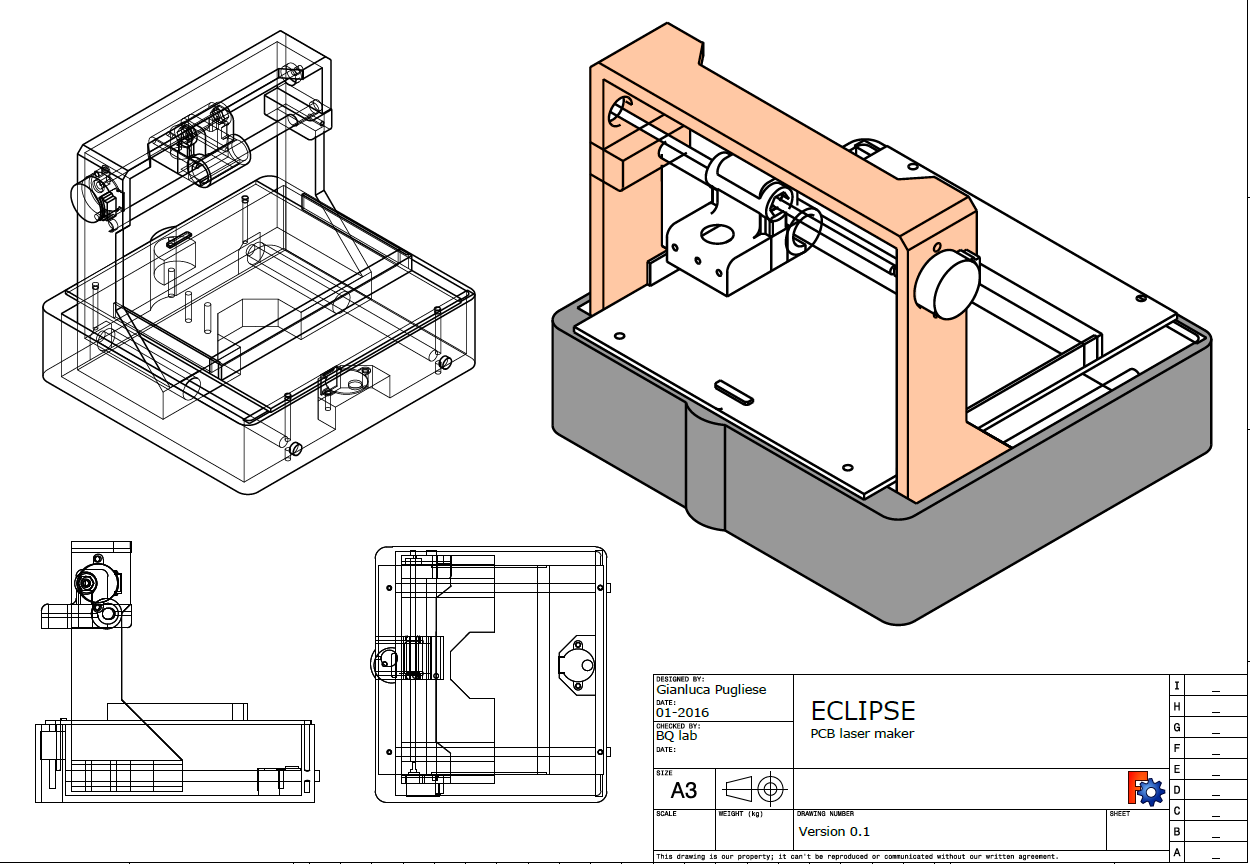 DESIGNED BY:
Gianluca Pugliese
DATE:
01-2016
CHECKED BY:
BQ lab
DATE:
ECLIPSE
PCB laser maker
SIZE
A3
SCALE
WEIGHT (kg)
DRAWING NUMBER
Version 0.1
SHEET
This drawing is our property; it can't be reproduced or communicated without our written agreement.
I _
H _
G _
F _
E _
D _
C _
B _
A _